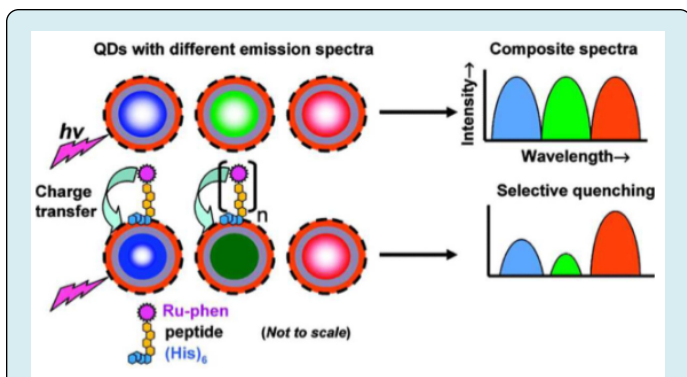 QDs with different emission spectra
Composite spectra
hv
Intensity→
Wavelength→
Charge
transfer
n
Selective quenching
Ru-phen
peptide
(His)6
(Not to scale)